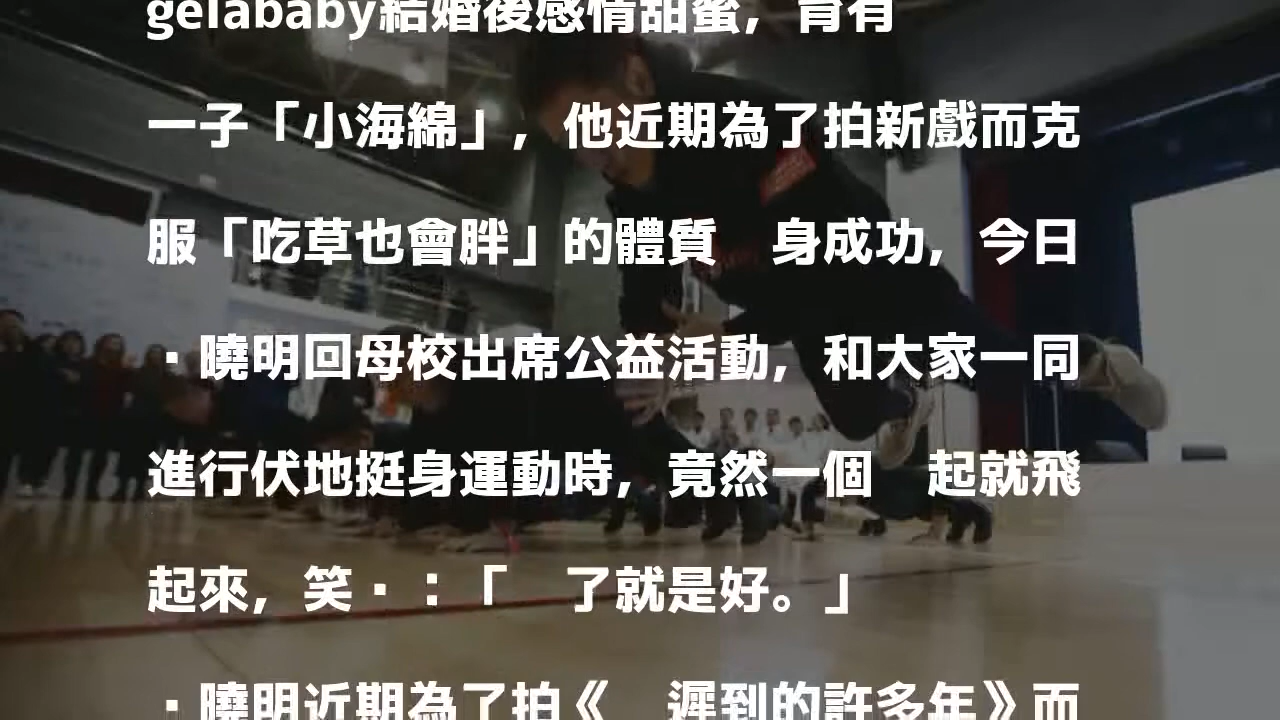 gelababy結婚後感情甜蜜，育有
一子「小海綿」，他近期為了拍新戲而克
服「吃草也會胖」的體質　身成功，今日
·曉明回母校出席公益活動，和大家一同
進行伏地挺身運動時，竟然一個　起就飛
起來，笑·：「　了就是好。」
·曉明近期為了拍《　遲到的許多年》而